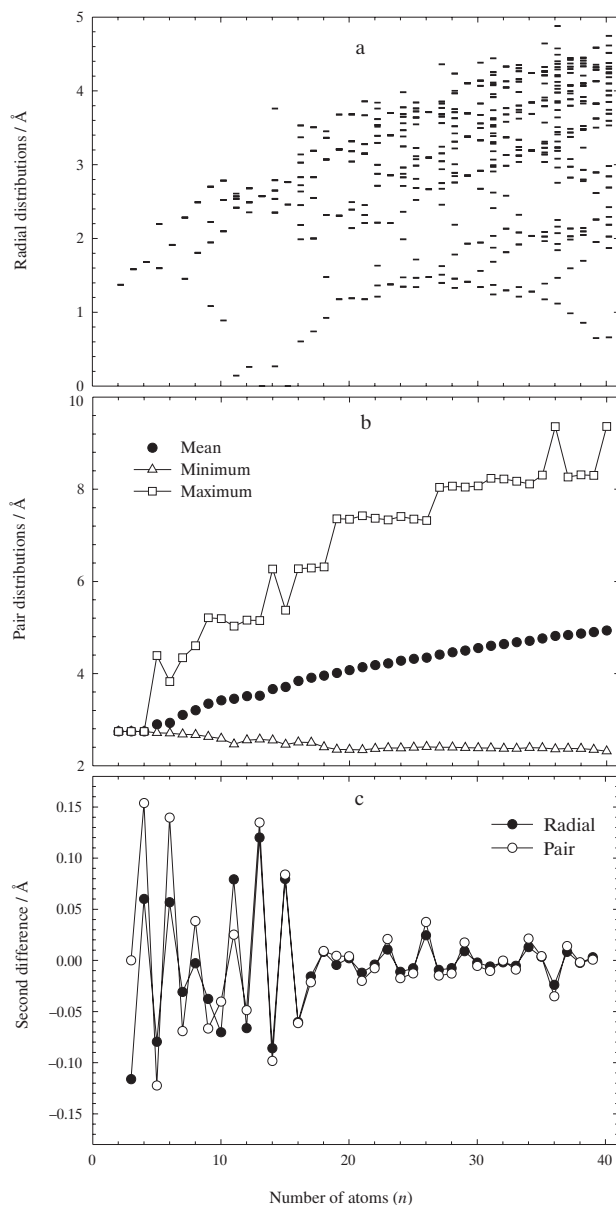 a
5
4
3
2
1
0
Radial distributions / Å
b
10
8
6
4
2
Pair distributions / Å
Mean
Minimum
Maximum
c
0.15
0.10
0.05
0.00
−0.05
−0.10
−0.15
Second difference / Å
Radial
Pair
0 10 20 30 40
Number of atoms (n)